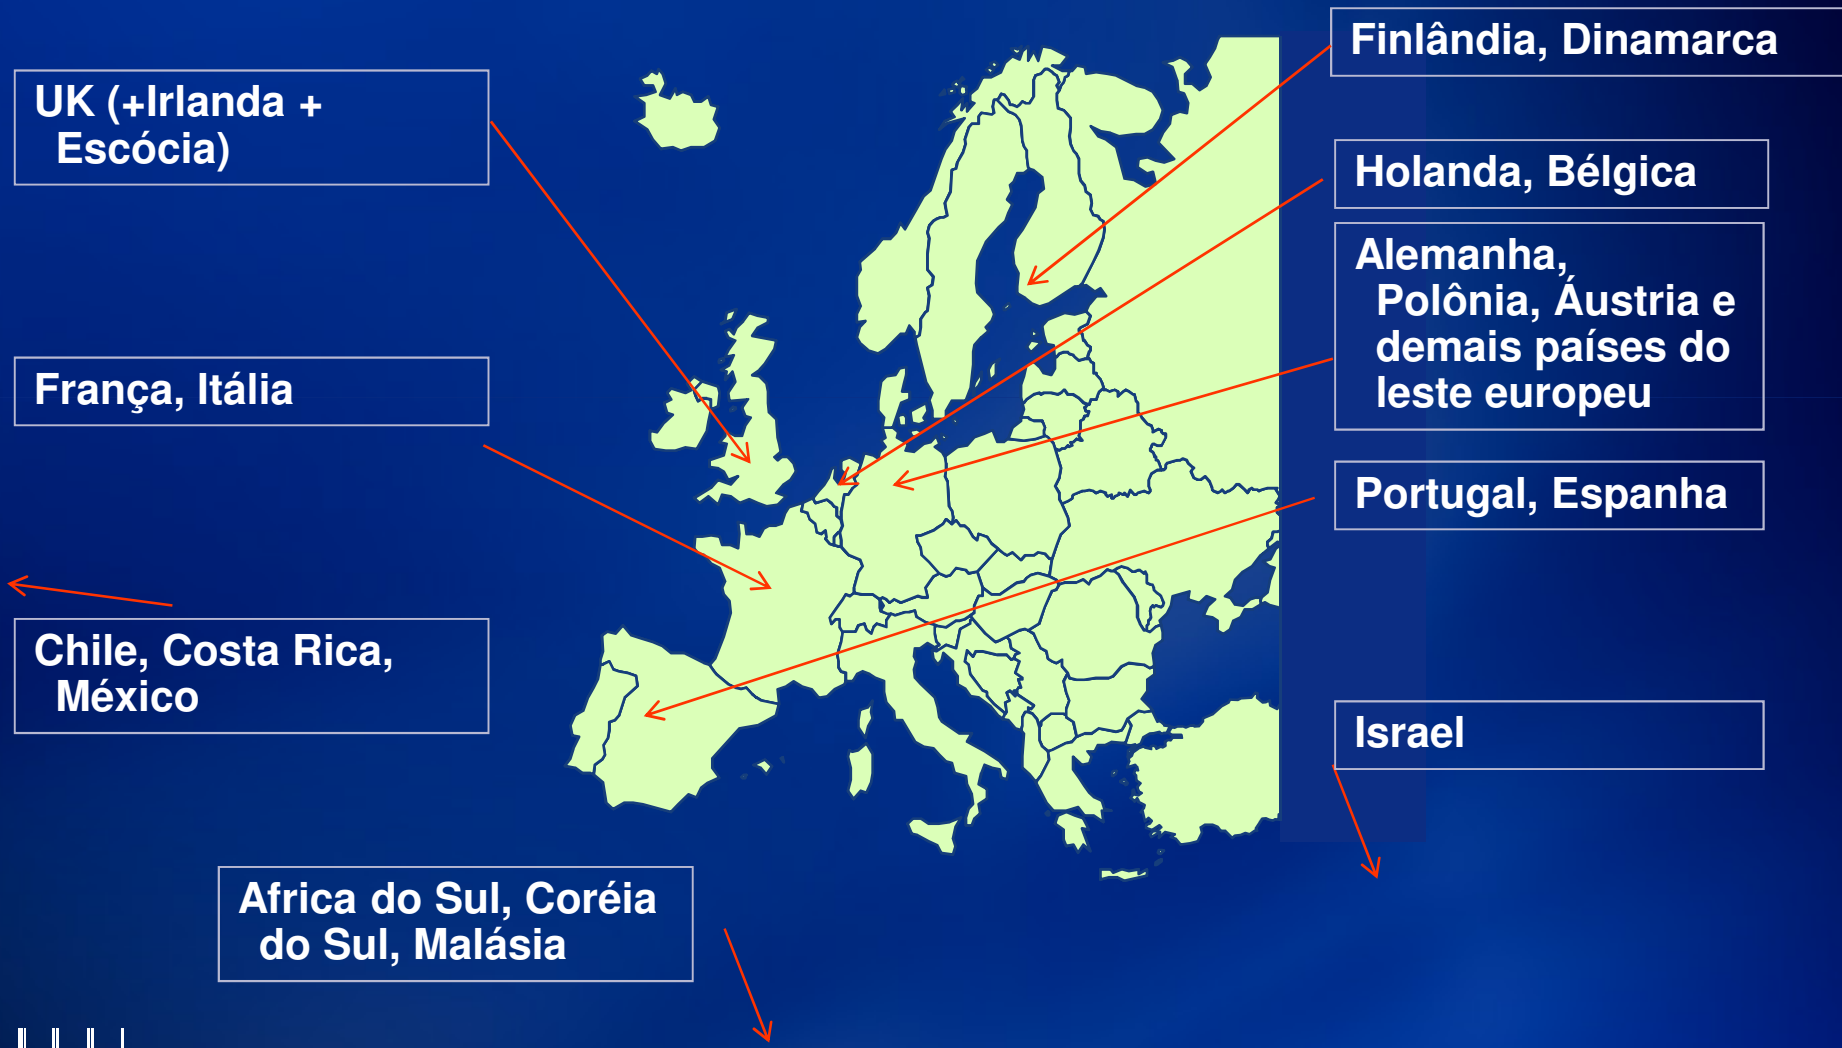 Finlândia, Dinamarca
UK (+Irlanda +
Escócia)
Holanda, Bélgica
Alemanha,
Polônia, Áustria e
demais países do
leste europeu
França, Itália
Portugal, Espanha
Chile, Costa Rica,
México
Israel
Africa do Sul, Coréia
do Sul, Malásia